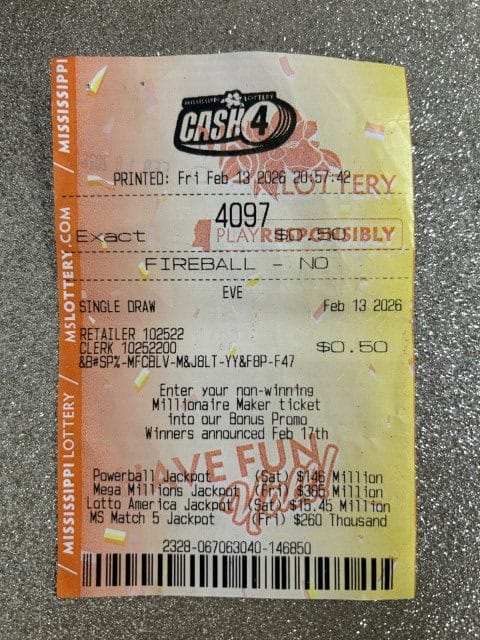 MISSISSIPPI LOTTERY
CASH 4
PRINTED: Fri Feb 13 2026 20:57:42
LOTTERY
4097
Exact $0.50
PLAY RESPONSIBLY
FIREBALL - NO
EVE
SINGLE DRAW Feb 13 2026
RETAILER 102522
CLERK 10252200 $0.50
&B#SP%-MFCBLV-M&J8LT-YY&F8P-F47
Enter your non-winning
Millionaire Maker ticket
into our Bonus Promo
Winners announced Feb 17th
HAVE FUN
Powerball Jackpot (Sat) $146 Million
Mega Millions Jackpot (Fri) $365 Million
Lotto America Jackpot (Sat) $15.45 Million
MS Match 5 Jackpot (Fri) $260 Thousand
2328-067063040-146850
MISSISSIPPI LOTTERY / MSLOTTERY.COM / MISSISSIPPI